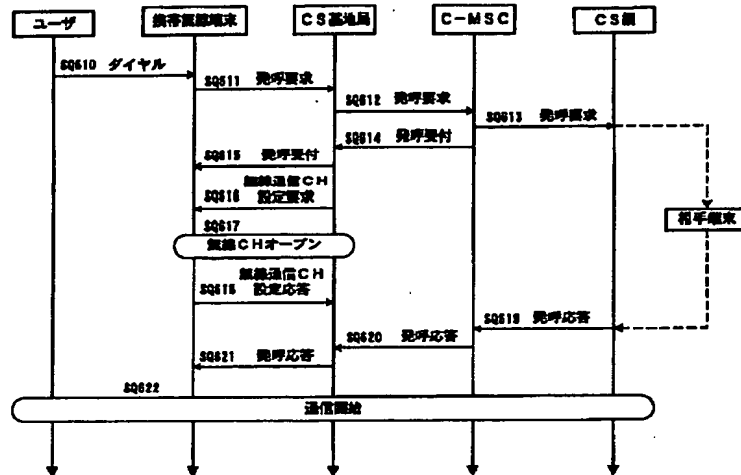 ユーザ
携帯無線端末
CS基地局
C-MSC
CS網
SQ610 ダイヤル
SQ611 発呼要求
SQ612 発呼要求
SQ613 発呼要求
SQ614 発呼受付
SQ615 発呼受付
無線通信CH
SQ616 設定要求
SQ617
無線CHオープン
相手端末
無線通信CH
SQ618 設定応答
SQ619 発呼応答
SQ620 発呼応答
SQ621 発呼応答
SQ622
通信開始